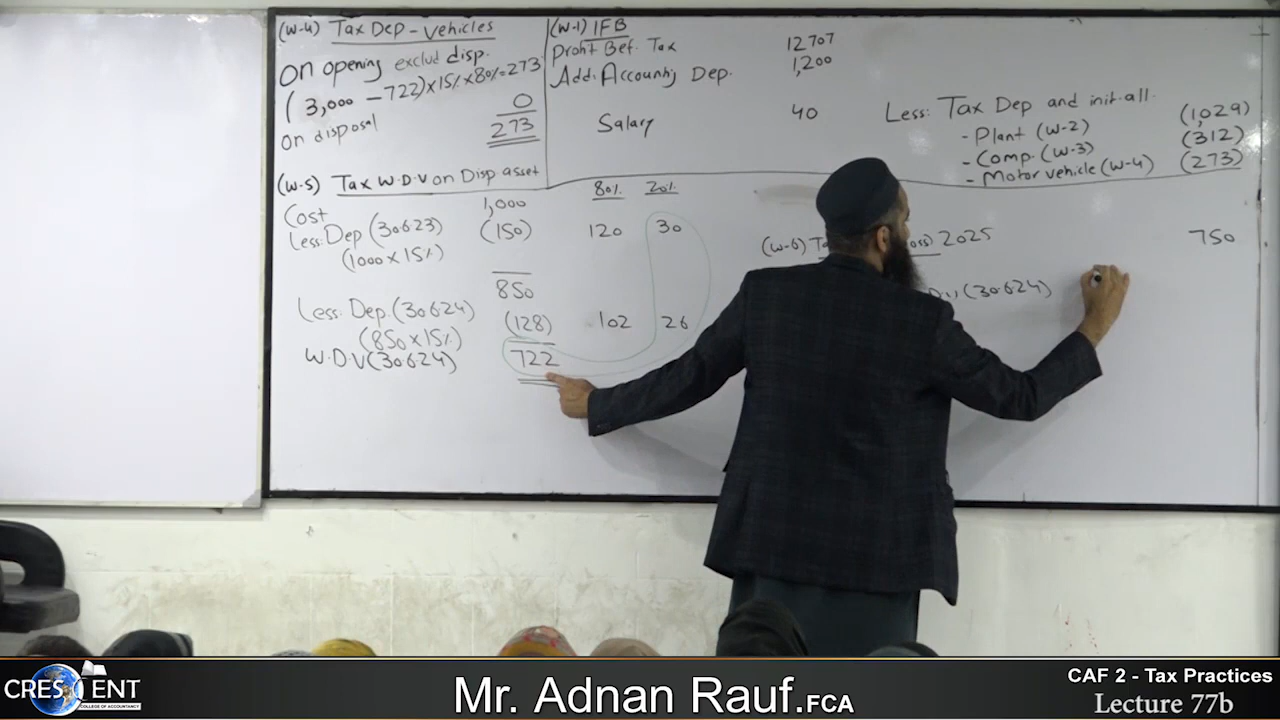 (W-4) Tax Dep - Vehicles
On opening exclud disp.
(3,000 - 722) x 15% x 80% = 273
On disposal 0
273
(W-5) Tax W.D.V on Disp asset
80% 20%
Cost 1,000
Less: Dep (30.6.23) (150) 120 30
(1000 x 15%)
850
Less: Dep. (30.6.24) (128) 102 26
(850 x 15%)
W.D.V (30.6.24) 722
(W-1) IFB
Profit Bef. Tax 12707
Add: Accounting Dep. 1,200
Salary 40
Less: Tax Dep and init. all.
- Plant (W-2) (1,029)
- Comp. (W-3) (312)
- Motor vehicle (W-4) (273)
(W-6) 2025 750
(30.6.24)
CRESCENT
COLLEGE OF ACCOUNTANCY
Mr. Adnan Rauf.FCA
CAF 2 - Tax Practices
Lecture 77b